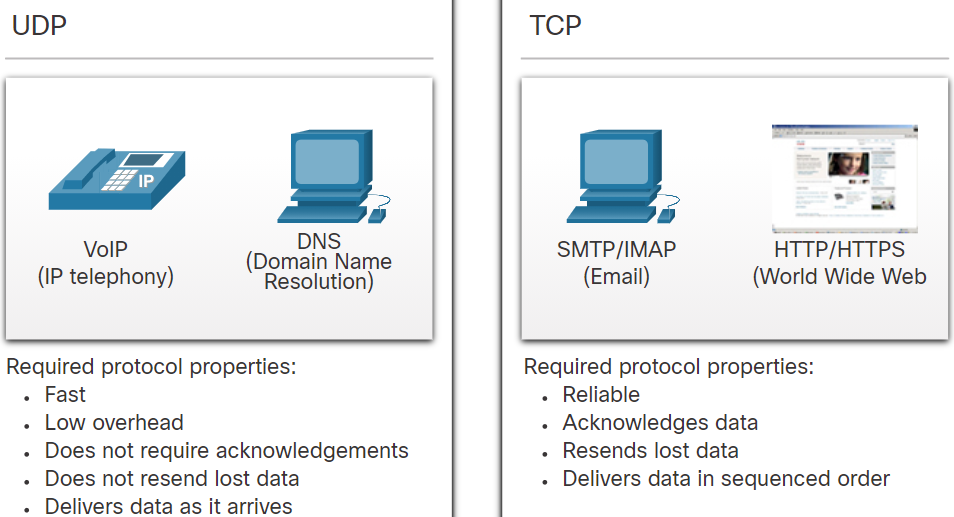 UDP
IP
VoIP
(IP telephony)
DNS
(Domain Name
Resolution)
Required protocol properties:
• Fast
• Low overhead
• Does not require acknowledgements
• Does not resend lost data
• Delivers data as it arrives
TCP
SMTP/IMAP
(Email)
HTTP/HTTPS
(World Wide Web
Required protocol properties:
• Reliable
• Acknowledges data
• Resends lost data
• Delivers data in sequenced order